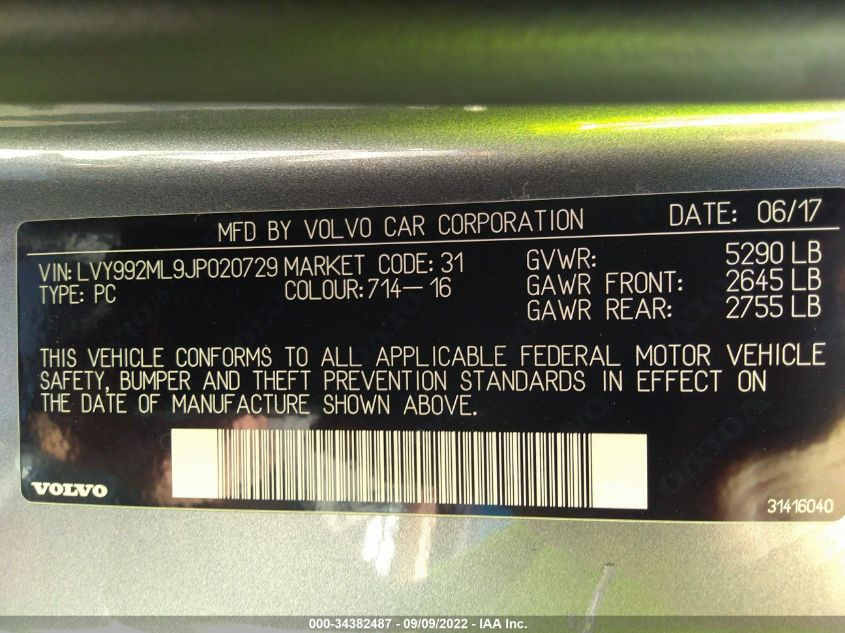 MFD BY VOLVO CAR CORPORATION DATE: 06/17
VIN: LVY992ML9JP020729 MARKET CODE: 31 GVWR: 5290 LB
TYPE: PC COLOUR: 714—16 GAWR FRONT: 2645 LB
GAWR REAR: 2755 LB
THIS VEHICLE CONFORMS TO ALL APPLICABLE FEDERAL MOTOR VEHICLE
SAFETY, BUMPER AND THEFT PREVENTION STANDARDS IN EFFECT ON
THE DATE OF MANUFACTURE SHOWN ABOVE.
VOLVO
31416040
000-34382487 - 09/09/2022 - IAA Inc.